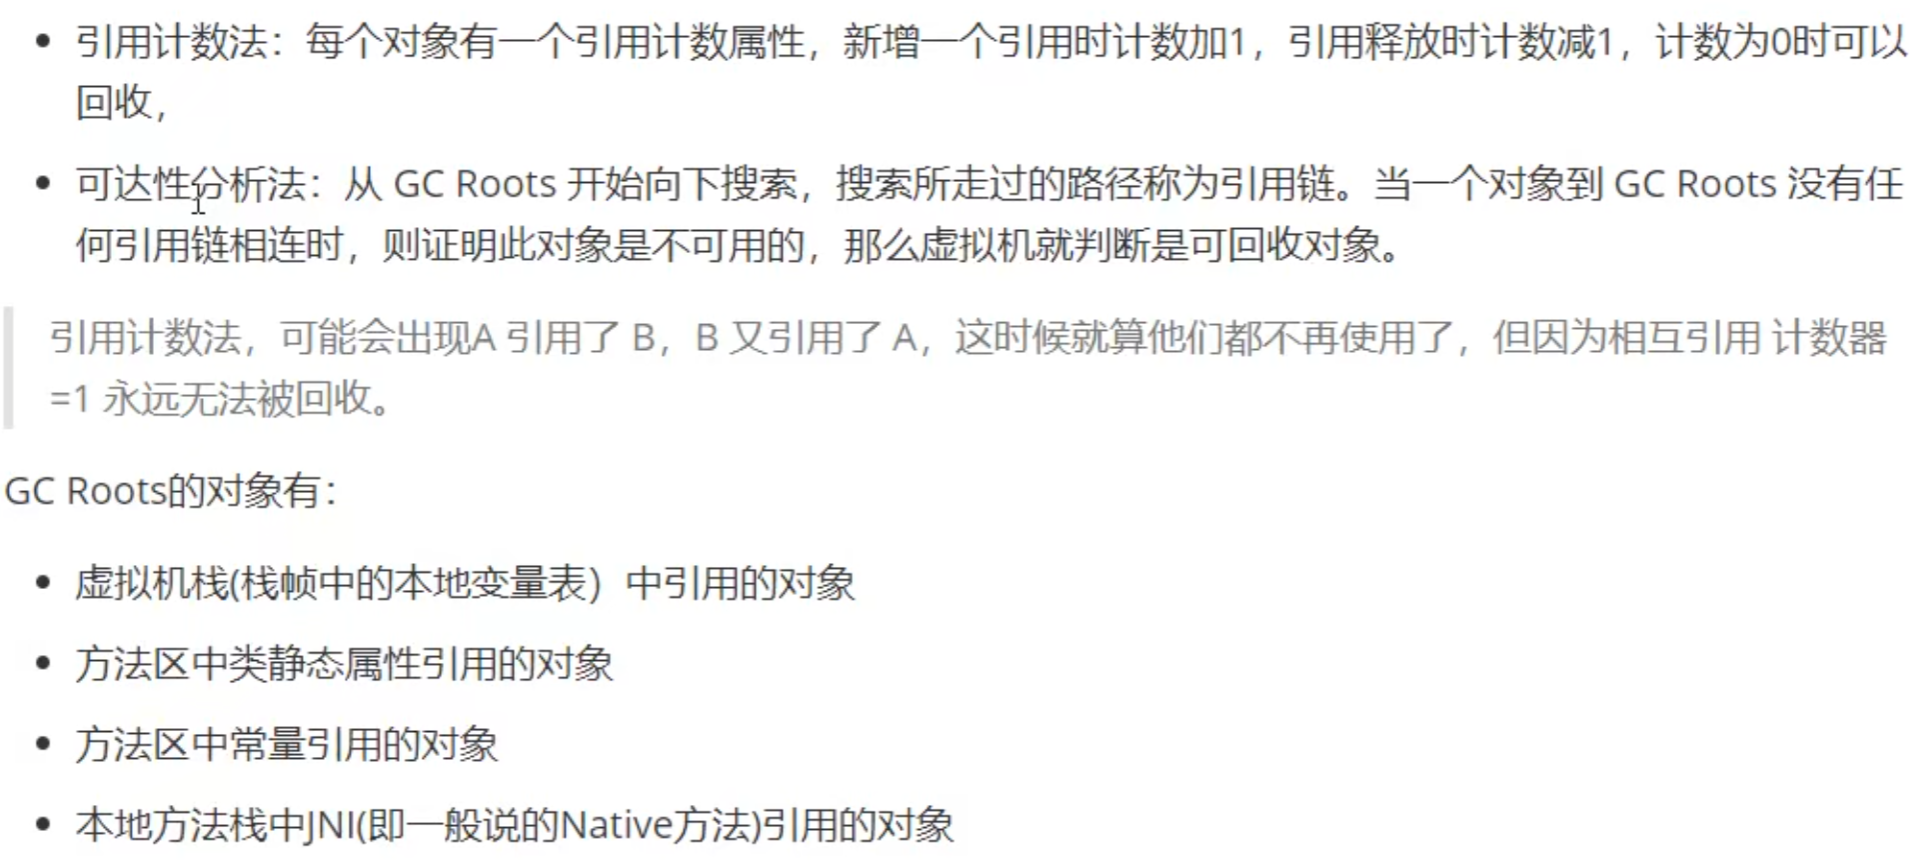 引用计数法：每个对象有一个引用计数属性，新增一个引用时计数加1，引用释放时计数减1，计数为0时可以
回收，
可达性分析法：从 GC Roots 开始向下搜索，搜索所走过的路径称为引用链。当一个对象到 GC Roots 没有任
何引用链相连时，则证明此对象是不可用的，那么虚拟机就判断是可回收对象。
引用计数法，可能会出现A 引用了 B，B 又引用了 A，这时候就算他们都不再使用了，但因为相互引用 计数器
=1 永远无法被回收。
GC Roots的对象有：
虚拟机栈(栈帧中的本地变量表）中引用的对象
方法区中类静态属性引用的对象
方法区中常量引用的对象
本地方法栈中JNI(即一般说的Native方法)引用的对象